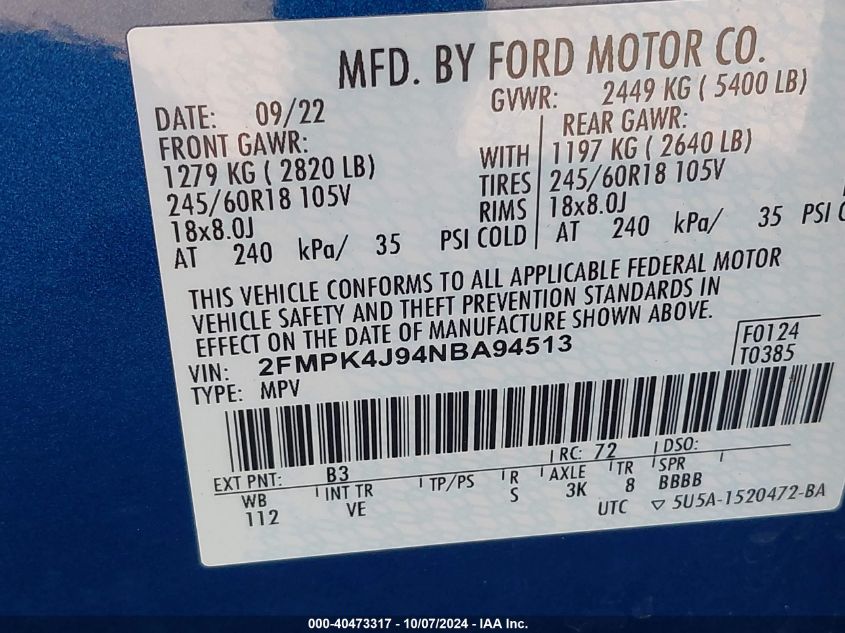 MFD. BY FORD MOTOR CO.
DATE: 09/22 GVWR: 2449 KG ( 5400 LB)
FRONT GAWR: REAR GAWR:
1279 KG ( 2820 LB) WITH 1197 KG ( 2640 LB)
245/60R18 105V TIRES 245/60R18 105V
18x8.0J RIMS 18x8.0J
AT 240 kPa/ 35 PSI COLD AT 240 kPa/ 35 PSI
THIS VEHICLE CONFORMS TO ALL APPLICABLE FEDERAL MOTOR
VEHICLE SAFETY AND THEFT PREVENTION STANDARDS IN
EFFECT ON THE DATE OF MANUFACTURE SHOWN ABOVE.
VIN: 2FMPK4J94NBA94513 F0124
TYPE: MPV T0385
EXT PNT: B3 RC: 72 DSO:
WB INT TR TP/PS R AXLE TR SPR
112 VE S 3K 8 BBBB
UTC ▽ 5U5A-1520472-BA
000-40473317 - 10/07/2024 - IAA Inc.